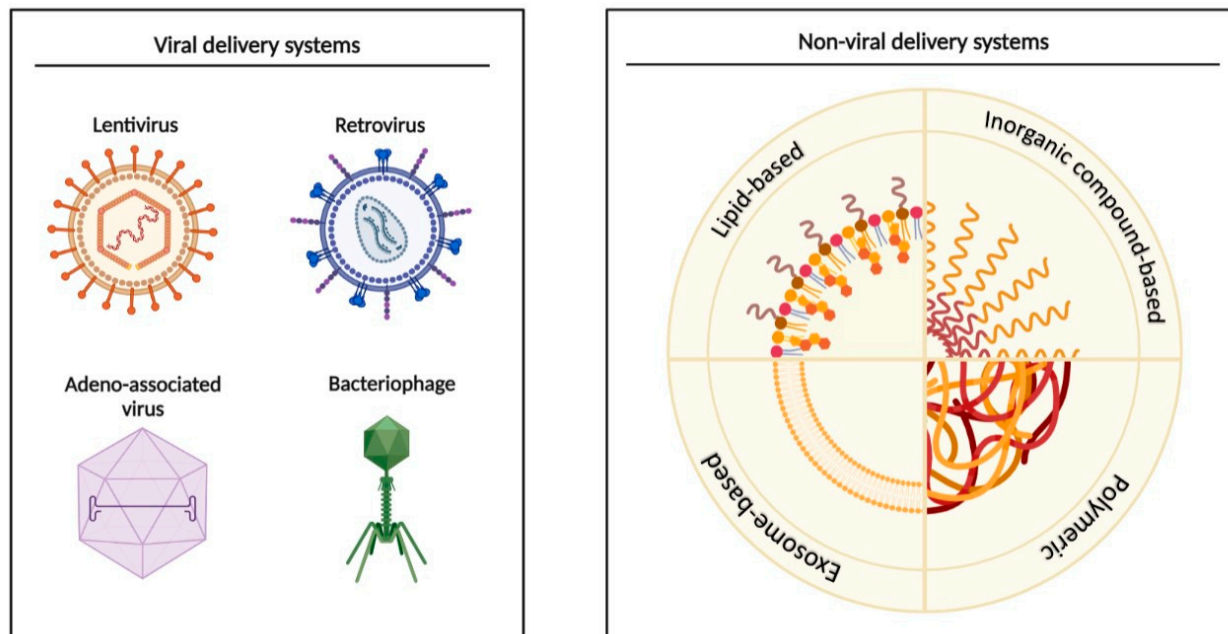 Viral delivery systems
Lentivirus
Retrovirus
Adeno-associated
virus
Bacteriophage
Non-viral delivery systems
Lipid-based
Inorganic compound-based
Exosome-based
Polymeric